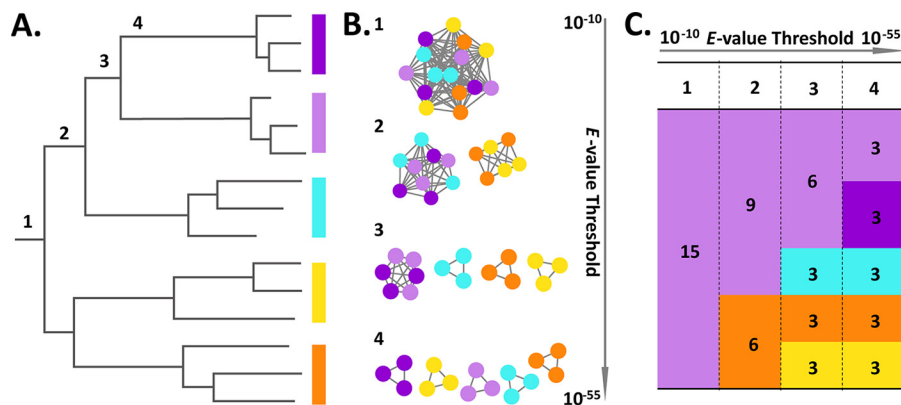 A.
1
2
3
4
B.
1
2
3
4
10-10
E-value Threshold
10-55
C.
10-10 E-value Threshold 10-55
1 2 3 4
15 9 6 3
3
3 3
6 3 3
3 3